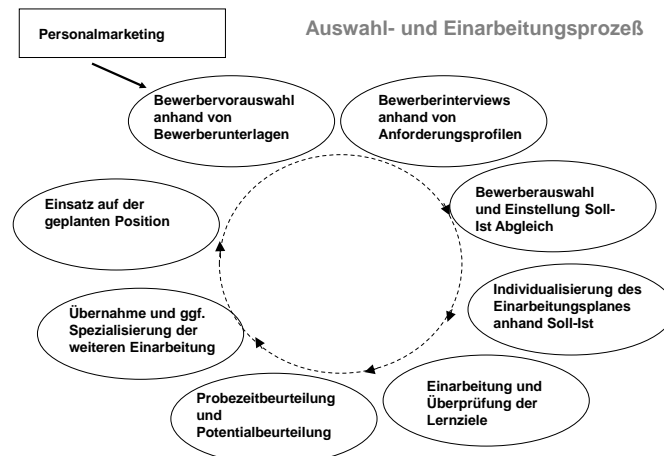 Personalmarketing
Auswahl- und Einarbeitungsprozeß
Bewerbervorauswahl
anhand von
Bewerberunterlagen
Bewerberinterviews
anhand von
Anforderungsprofilen
Bewerberauswahl
und Einstellung Soll-
Ist Abgleich
Individualisierung des
Einarbeitungsplanes
anhand Soll-Ist
Einarbeitung und
Überprüfung der
Lernziele
Probezeitbeurteilung
und
Potentialbeurteilung
Übernahme und ggf.
Spezialisierung der
weiteren Einarbeitung
Einsatz auf der
geplanten Position